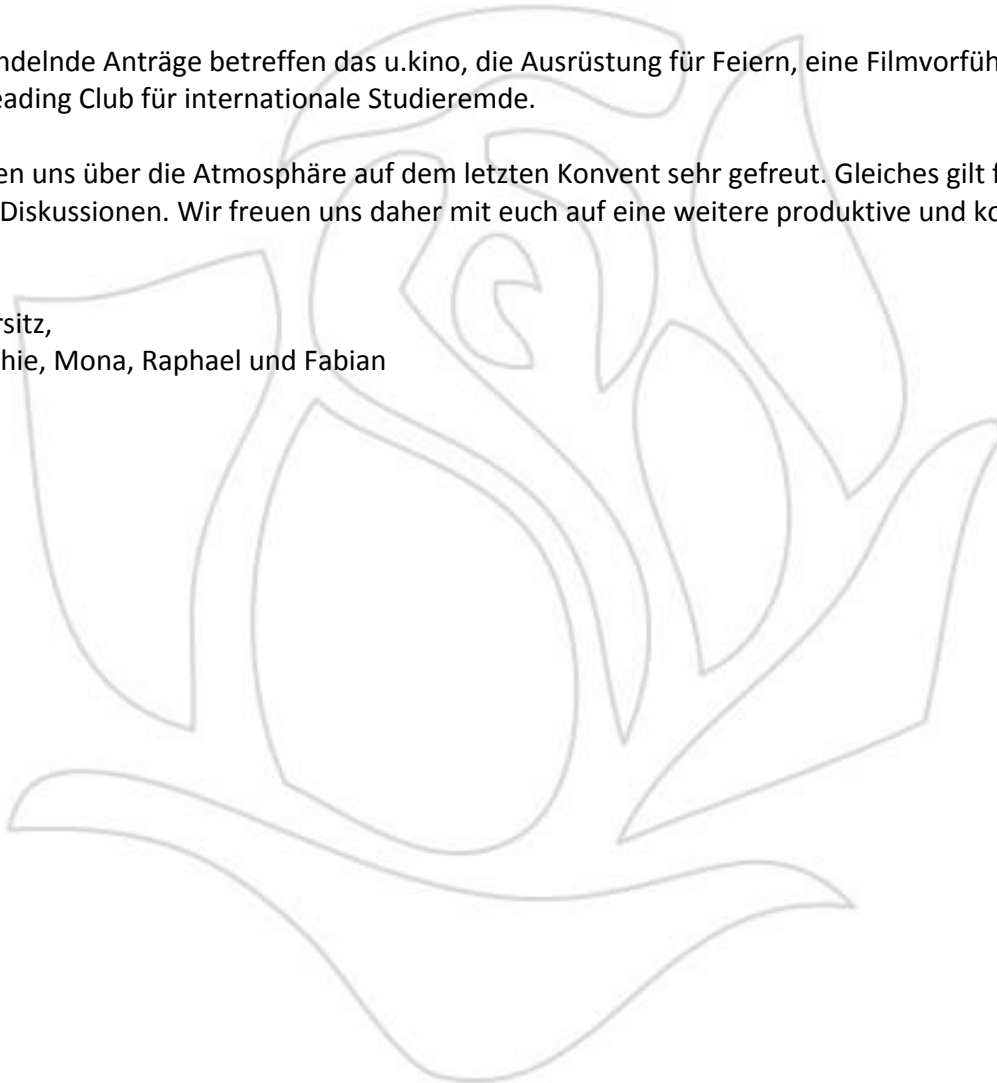 ndelnde Anträge betreffen das u.kino, die Ausrüstung für Feiern, eine Filmvorfüh
eading Club für internationale Studieremde.
en uns über die Atmosphäre auf dem letzten Konvent sehr gefreut. Gleiches gilt f
Diskussionen. Wir freuen uns daher mit euch auf eine weitere produktive und ko
rsitz,
hie, Mona, Raphael und Fabian